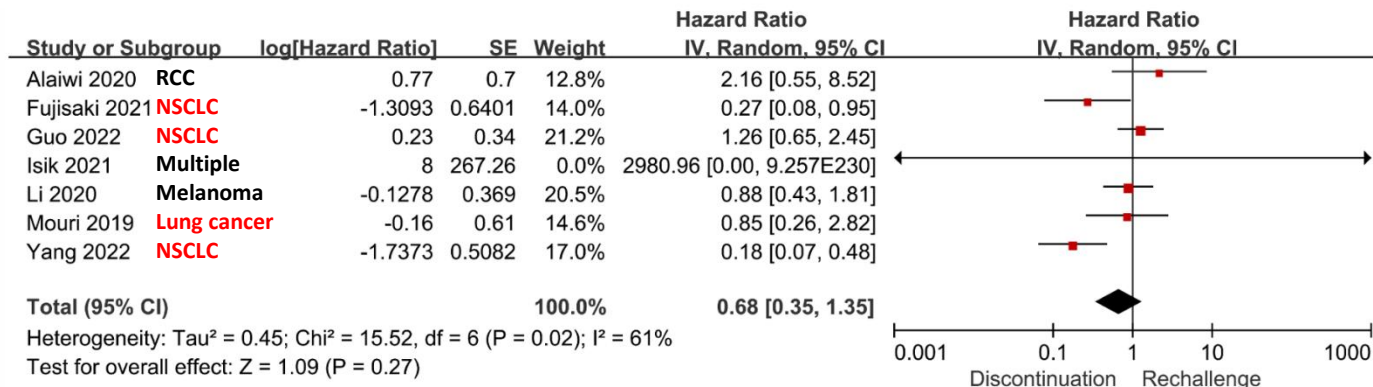 Hazard Ratio Hazard Ratio
Study or Subgroup log[Hazard Ratio] SE Weight IV, Random, 95% CI IV, Random, 95% CI
Alaiwi 2020 RCC 0.77 0.7 12.8% 2.16 [0.55, 8.52]
Fujisaki 2021 NSCLC -1.3093 0.6401 14.0% 0.27 [0.08, 0.95]
Guo 2022 NSCLC 0.23 0.34 21.2% 1.26 [0.65, 2.45]
Isik 2021 Multiple 8 267.26 0.0% 2980.96 [0.00, 9.257E230]
Li 2020 Melanoma -0.1278 0.369 20.5% 0.88 [0.43, 1.81]
Mouri 2019 Lung cancer -0.16 0.61 14.6% 0.85 [0.26, 2.82]
Yang 2022 NSCLC -1.7373 0.5082 17.0% 0.18 [0.07, 0.48]
Total (95% CI) 100.0% 0.68 [0.35, 1.35]
Heterogeneity: Tau² = 0.45; Chi² = 15.52, df = 6 (P = 0.02); I² = 61%
Test for overall effect: Z = 1.09 (P = 0.27)
0.001 0.1 1 10 1000
Discontinuation Rechallenge